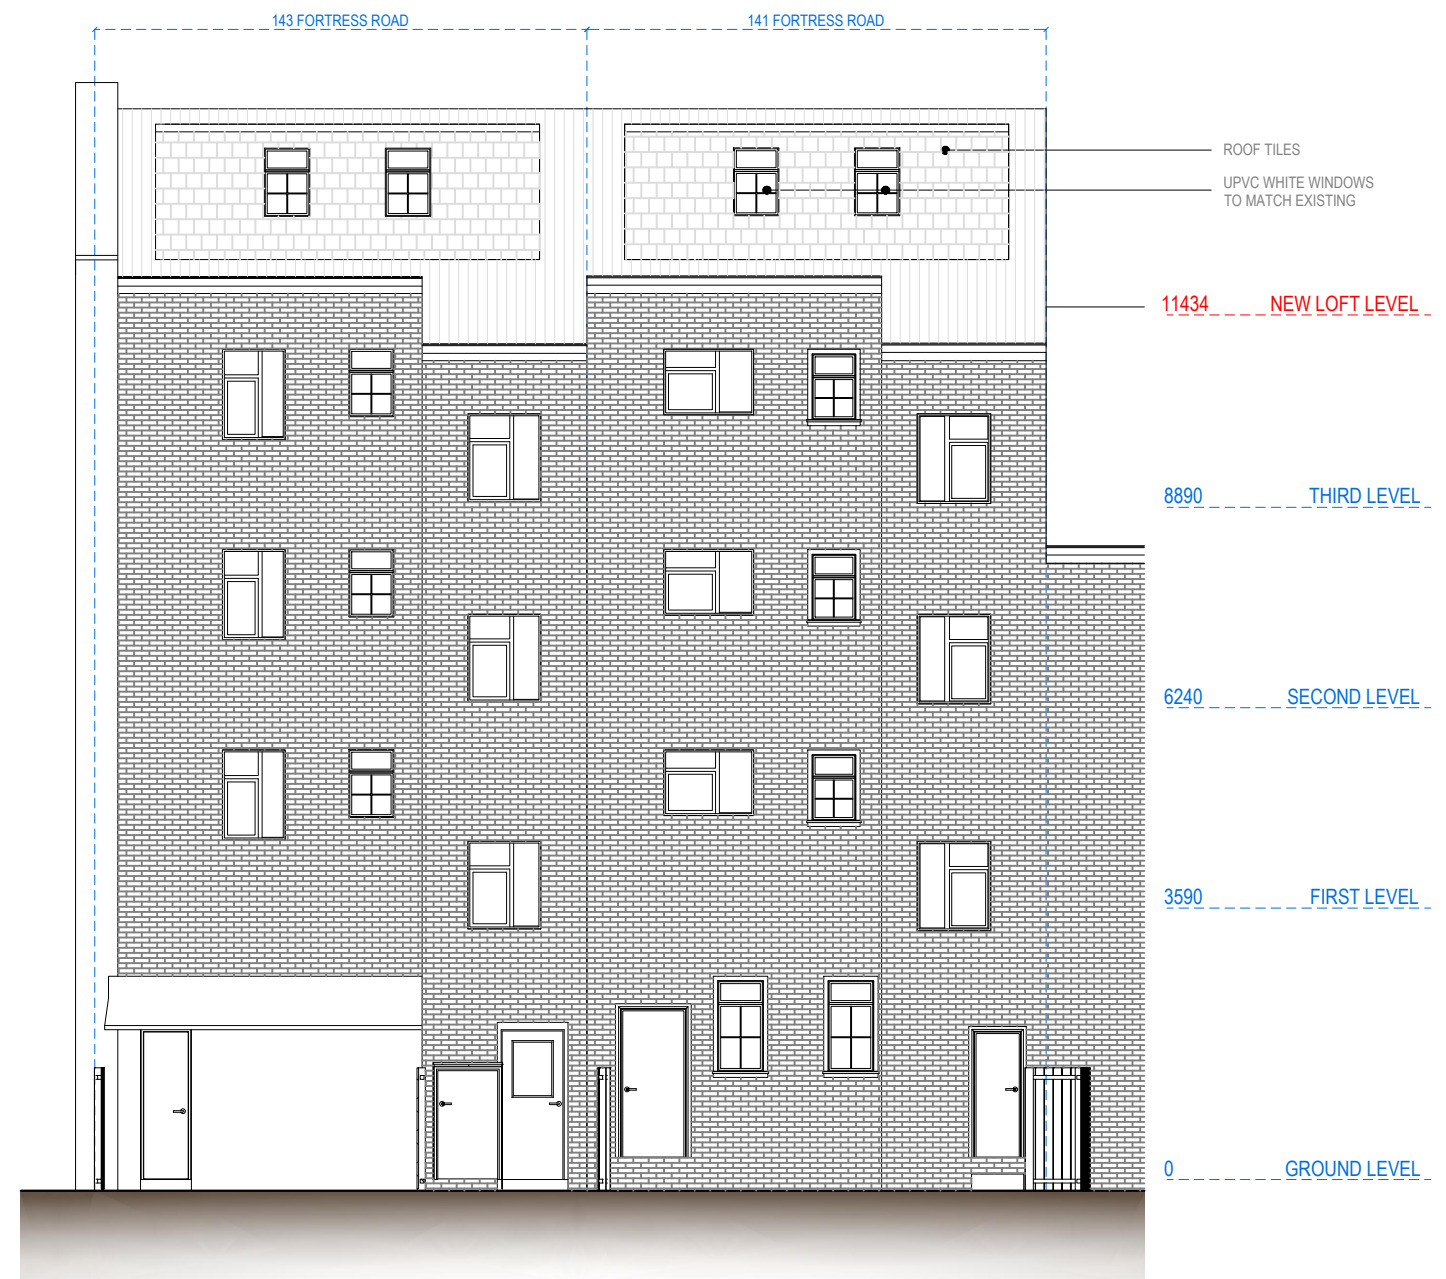 143 FORTRESS ROAD
141 FORTRESS ROAD
ROOF TILES
UPVC WHITE WINDOWS
TO MATCH EXISTING
11434 NEW LOFT LEVEL
8890 THIRD LEVEL
6240 SECOND LEVEL
3590 FIRST LEVEL
0 GROUND LEVEL